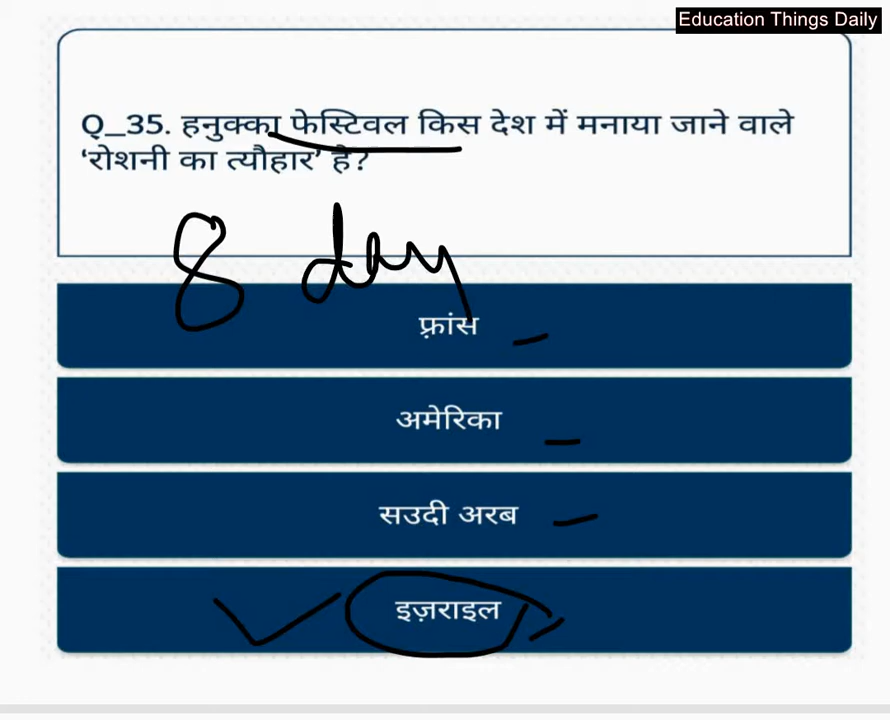 Education Things Daily
Q_35. हनुक्का फेस्टिवल किस देश में मनाया जाने वाले
‘रोशनी का त्यौहार’ है?
8 day
फ़्रांस
अमेरिका
सउदी अरब
इज़राइल